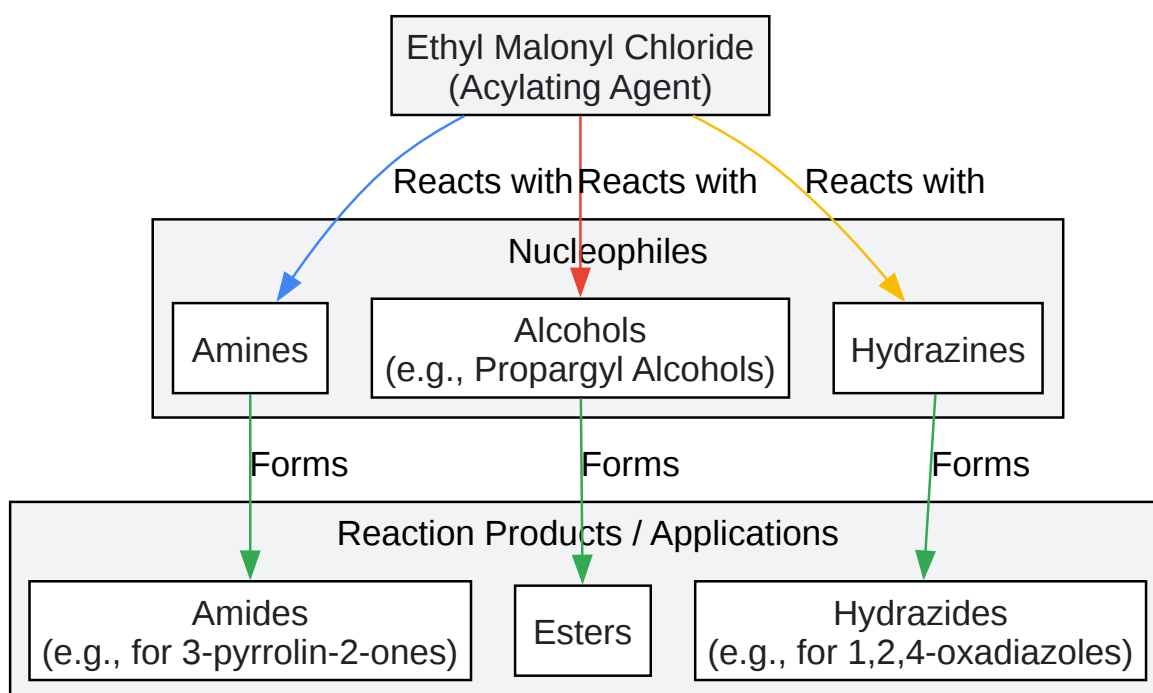 Ethyl Malonyl Chloride
(Acylating Agent)
Reacts with
Reacts with
Reacts with
Nucleophiles
Amines
Alcohols
(e.g., Propargyl Alcohols)
Hydrazines
Forms
Forms
Forms
Reaction Products / Applications
Amides
(e.g., for 3-pyrrolin-2-ones)
Esters
Hydrazides
(e.g., for 1,2,4-oxadiazoles)